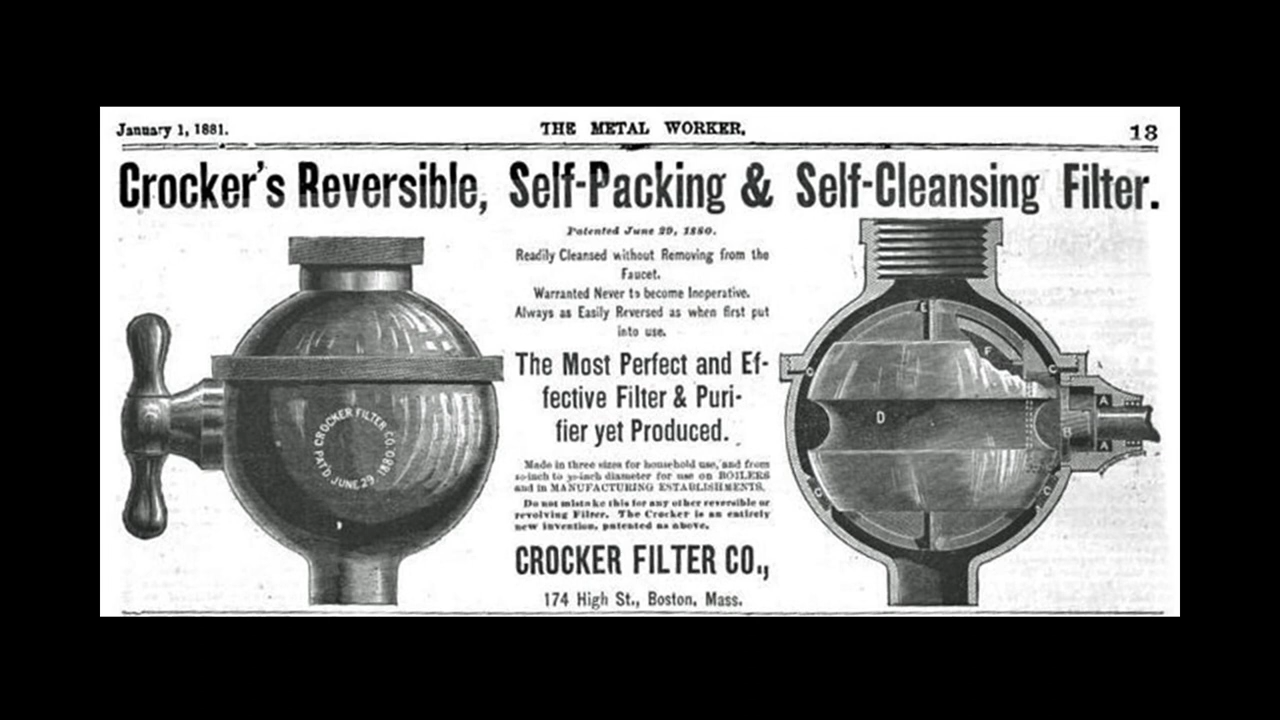 January 1, 1881.
THE METAL WORKER.
13
Crocker's Reversible, Self-Packing & Self-Cleansing Filter.
Patented June 29, 1880.
Readily Cleansed without Removing from the
Faucet.
Warranted Never to become Inoperative.
Always as Easily Reversed as when first put
into use.
The Most Perfect and Ef-
fective Filter & Puri-
fier yet Produced.
Made in three sizes for household use, and from
10-inch to 30-inch diameter for use on BOILERS
and in MANUFACTURING ESTABLISHMENTS.
Do not mistake this for any other reversible or
revolving Filter. The Crocker is an entirely
new invention, patented as above.
CROCKER FILTER CO.,
174 High St., Boston, Mass.
CROCKER FILTER CO.
PAT'D JUNE 29 1880.
E
F
C
C
A
B
D
A
C
C